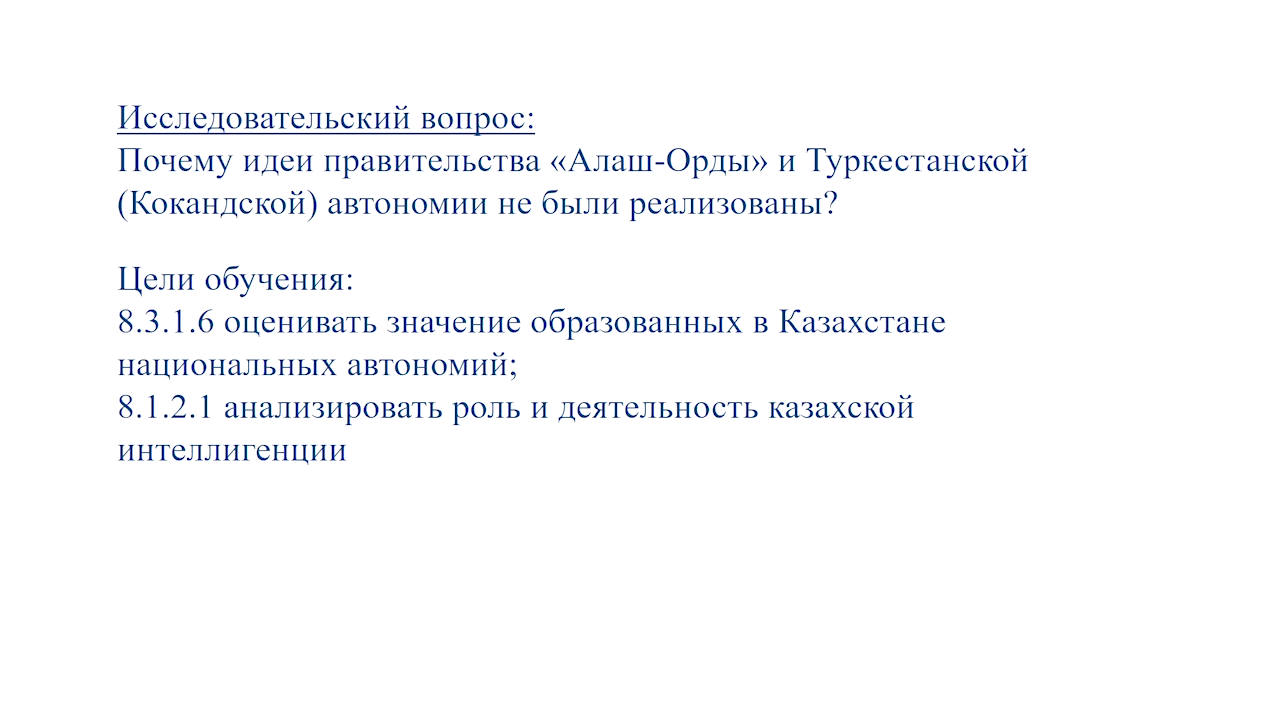 Исследовательский вопрос:
Почему идеи правительства «Алаш-Орды» и Туркестанской
(Кокандской) автономии не были реализованы?
Цели обучения:
8.3.1.6 оценивать значение образованных в Казахстане
национальных автономий;
8.1.2.1 анализировать роль и деятельность казахской
интеллигенции